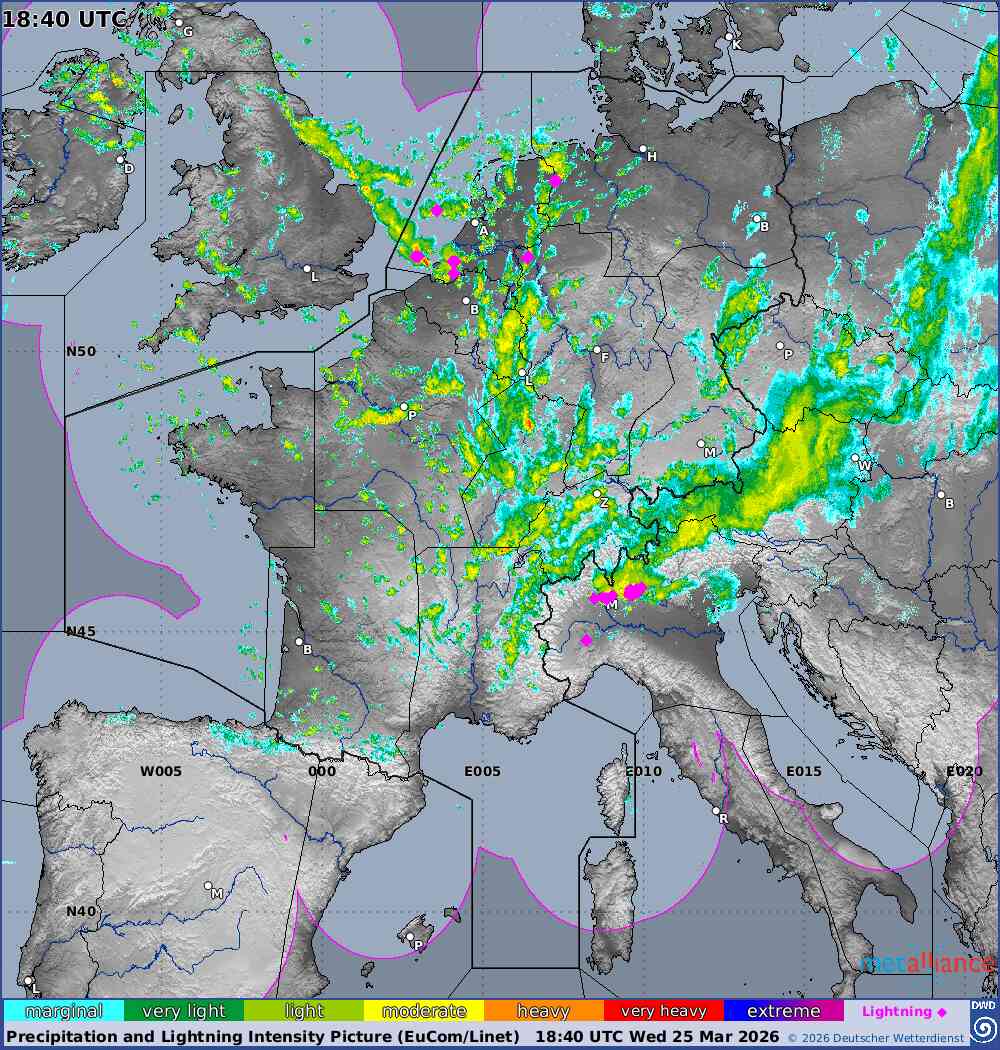 18:40 UTC
G
K
D
H
A
B
L
B
N50
F
P
L
P
M
W
Z
B
M
N45
B
W005
000
E005
E010
E015
E020
R
M
N40
P
L
metalliance
marginal very light light moderate heavy very heavy extreme Lightning
DWD
Precipitation and Lightning Intensity Picture (EuCom/Linet) 18:40 UTC Wed 25 Mar 2026 © 2026 Deutscher Wetterdienst